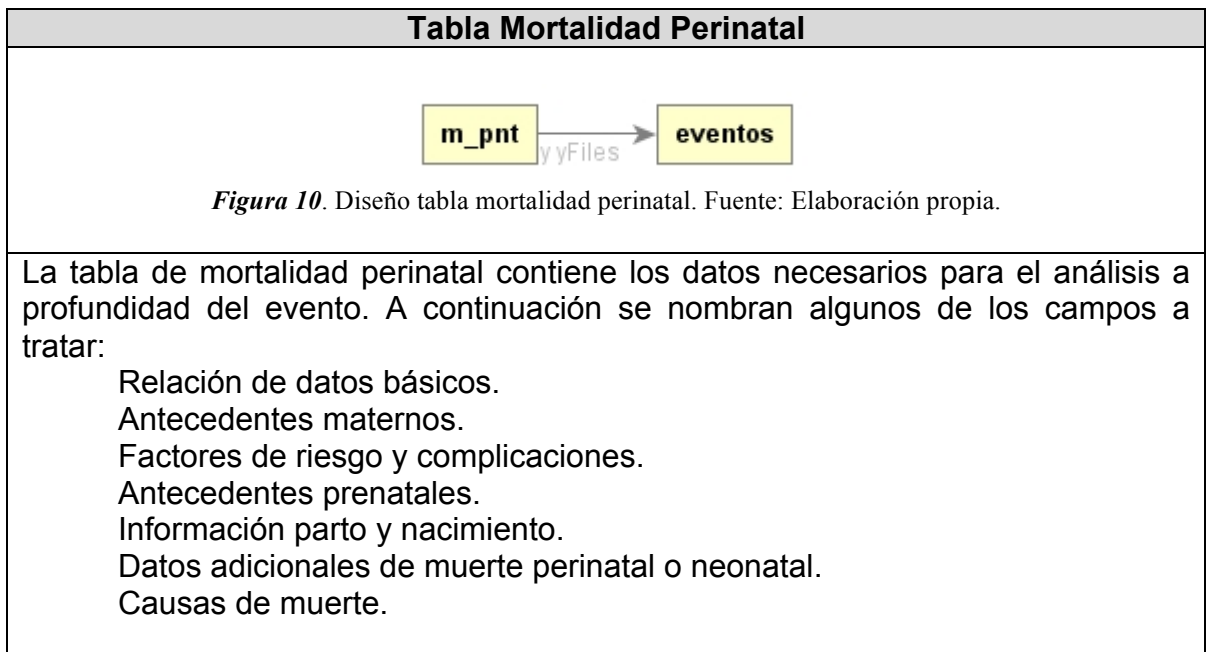 Tabla Mortalidad Perinatal
m_pnt
eventos
y yFiles
Figura 10. Diseño tabla mortalidad perinatal. Fuente: Elaboración propia.
La tabla de mortalidad perinatal contiene los datos necesarios para el análisis a
profundidad del evento. A continuación se nombran algunos de los campos a
tratar:
Relación de datos básicos.
Antecedentes maternos.
Factores de riesgo y complicaciones.
Antecedentes prenatales.
Información parto y nacimiento.
Datos adicionales de muerte perinatal o neonatal.
Causas de muerte.